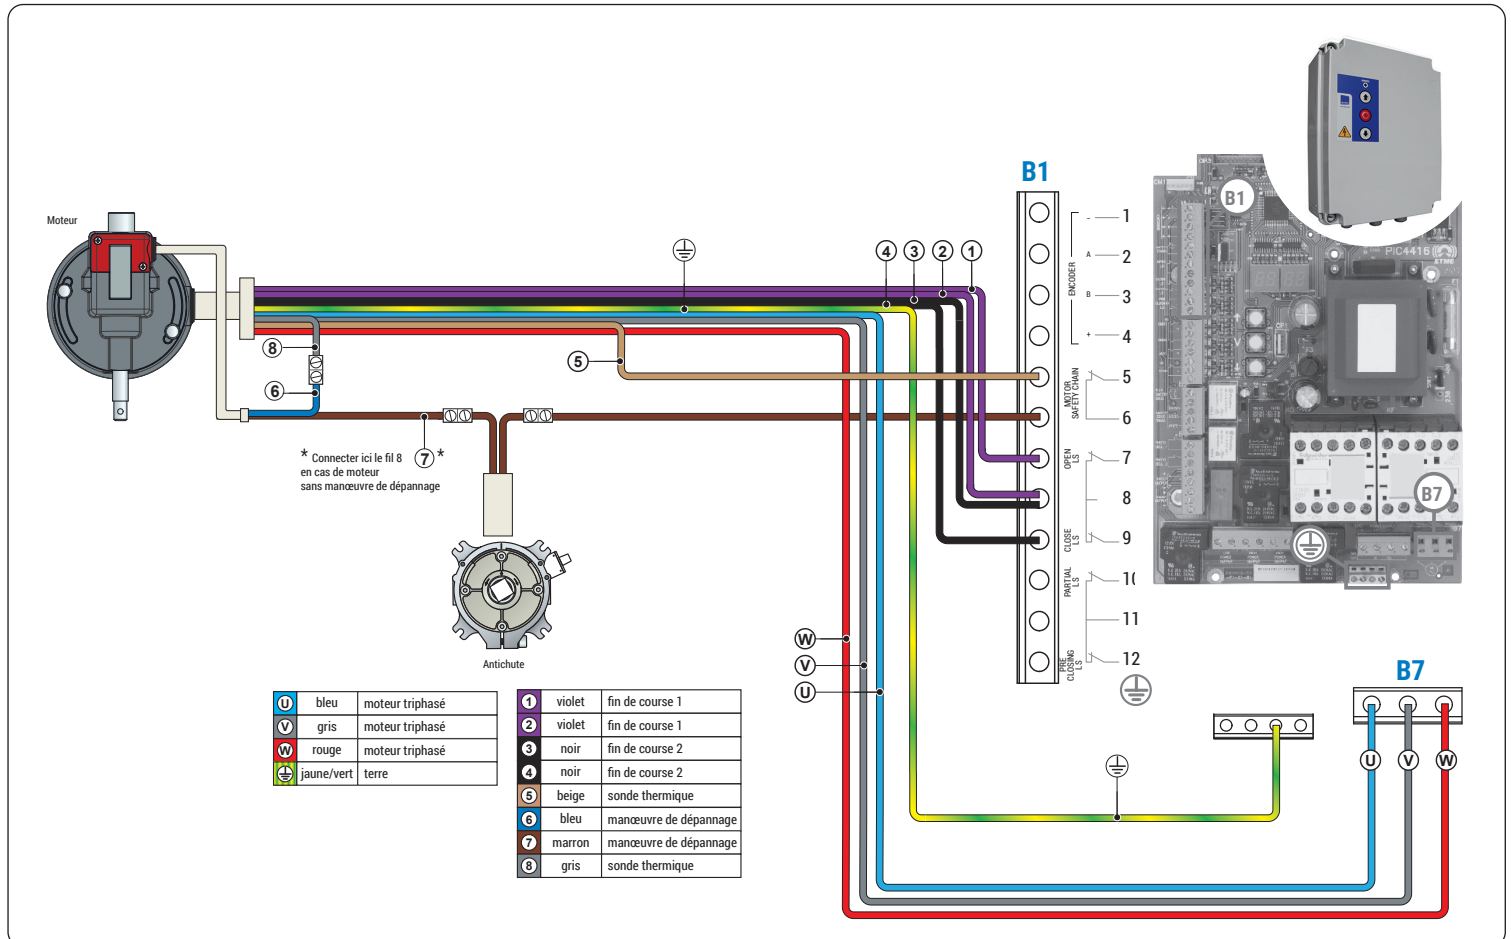 B1
Moteur
1
2
3
4
5
6
7
8
9
10
11
12
-
A
B
+
ENCODER
MOTOR
SAFETY CHAIN
OPEN
LS
CLOSE
LS
PARTIAL
LS
PRE
CLOSING
LS
4
3
2
1
8
6
5
7
* Connecter ici le fil 8
en cas de moteur
sans manœuvre de dépannage
*
Antichute
B1
PIC4416
ETMIC
B7
W
V
U
B7
U
V
W
U bleu moteur triphasé
V gris moteur triphasé
W rouge moteur triphasé
jaune/vert terre
1 violet fin de course 1
2 violet fin de course 1
3 noir fin de course 2
4 noir fin de course 2
5 beige sonde thermique
6 bleu manœuvre de dépannage
7 marron manœuvre de dépannage
8 gris sonde thermique